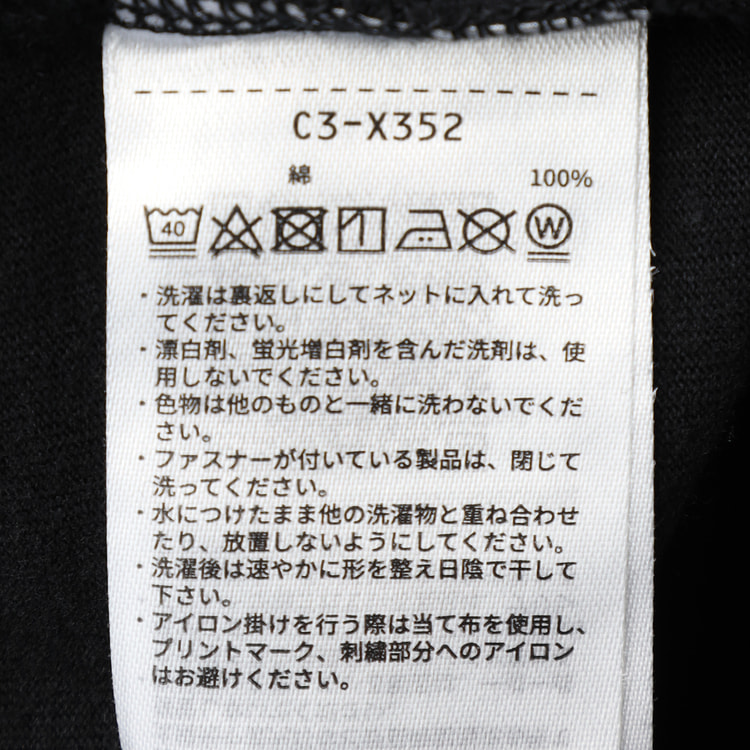 C3-X352
綿 100%
40 W
・洗濯は裏返しにしてネットに入れて洗っ
てください。
・漂白剤、蛍光増白剤を含んだ洗剤は、使
用しないでください。
・色物は他のものと一緒に洗わないでくだ
さい。
・ファスナーが付いている製品は、閉じて
洗ってください。
・水につけたまま他の洗濯物と重ね合わせ
たり、放置しないようにしてください。
・洗濯後は速やかに形を整え日陰で干して
下さい。
・アイロン掛けを行う際は当て布を使用し、
プリントマーク、刺繍部分へのアイロン
はお避けください。